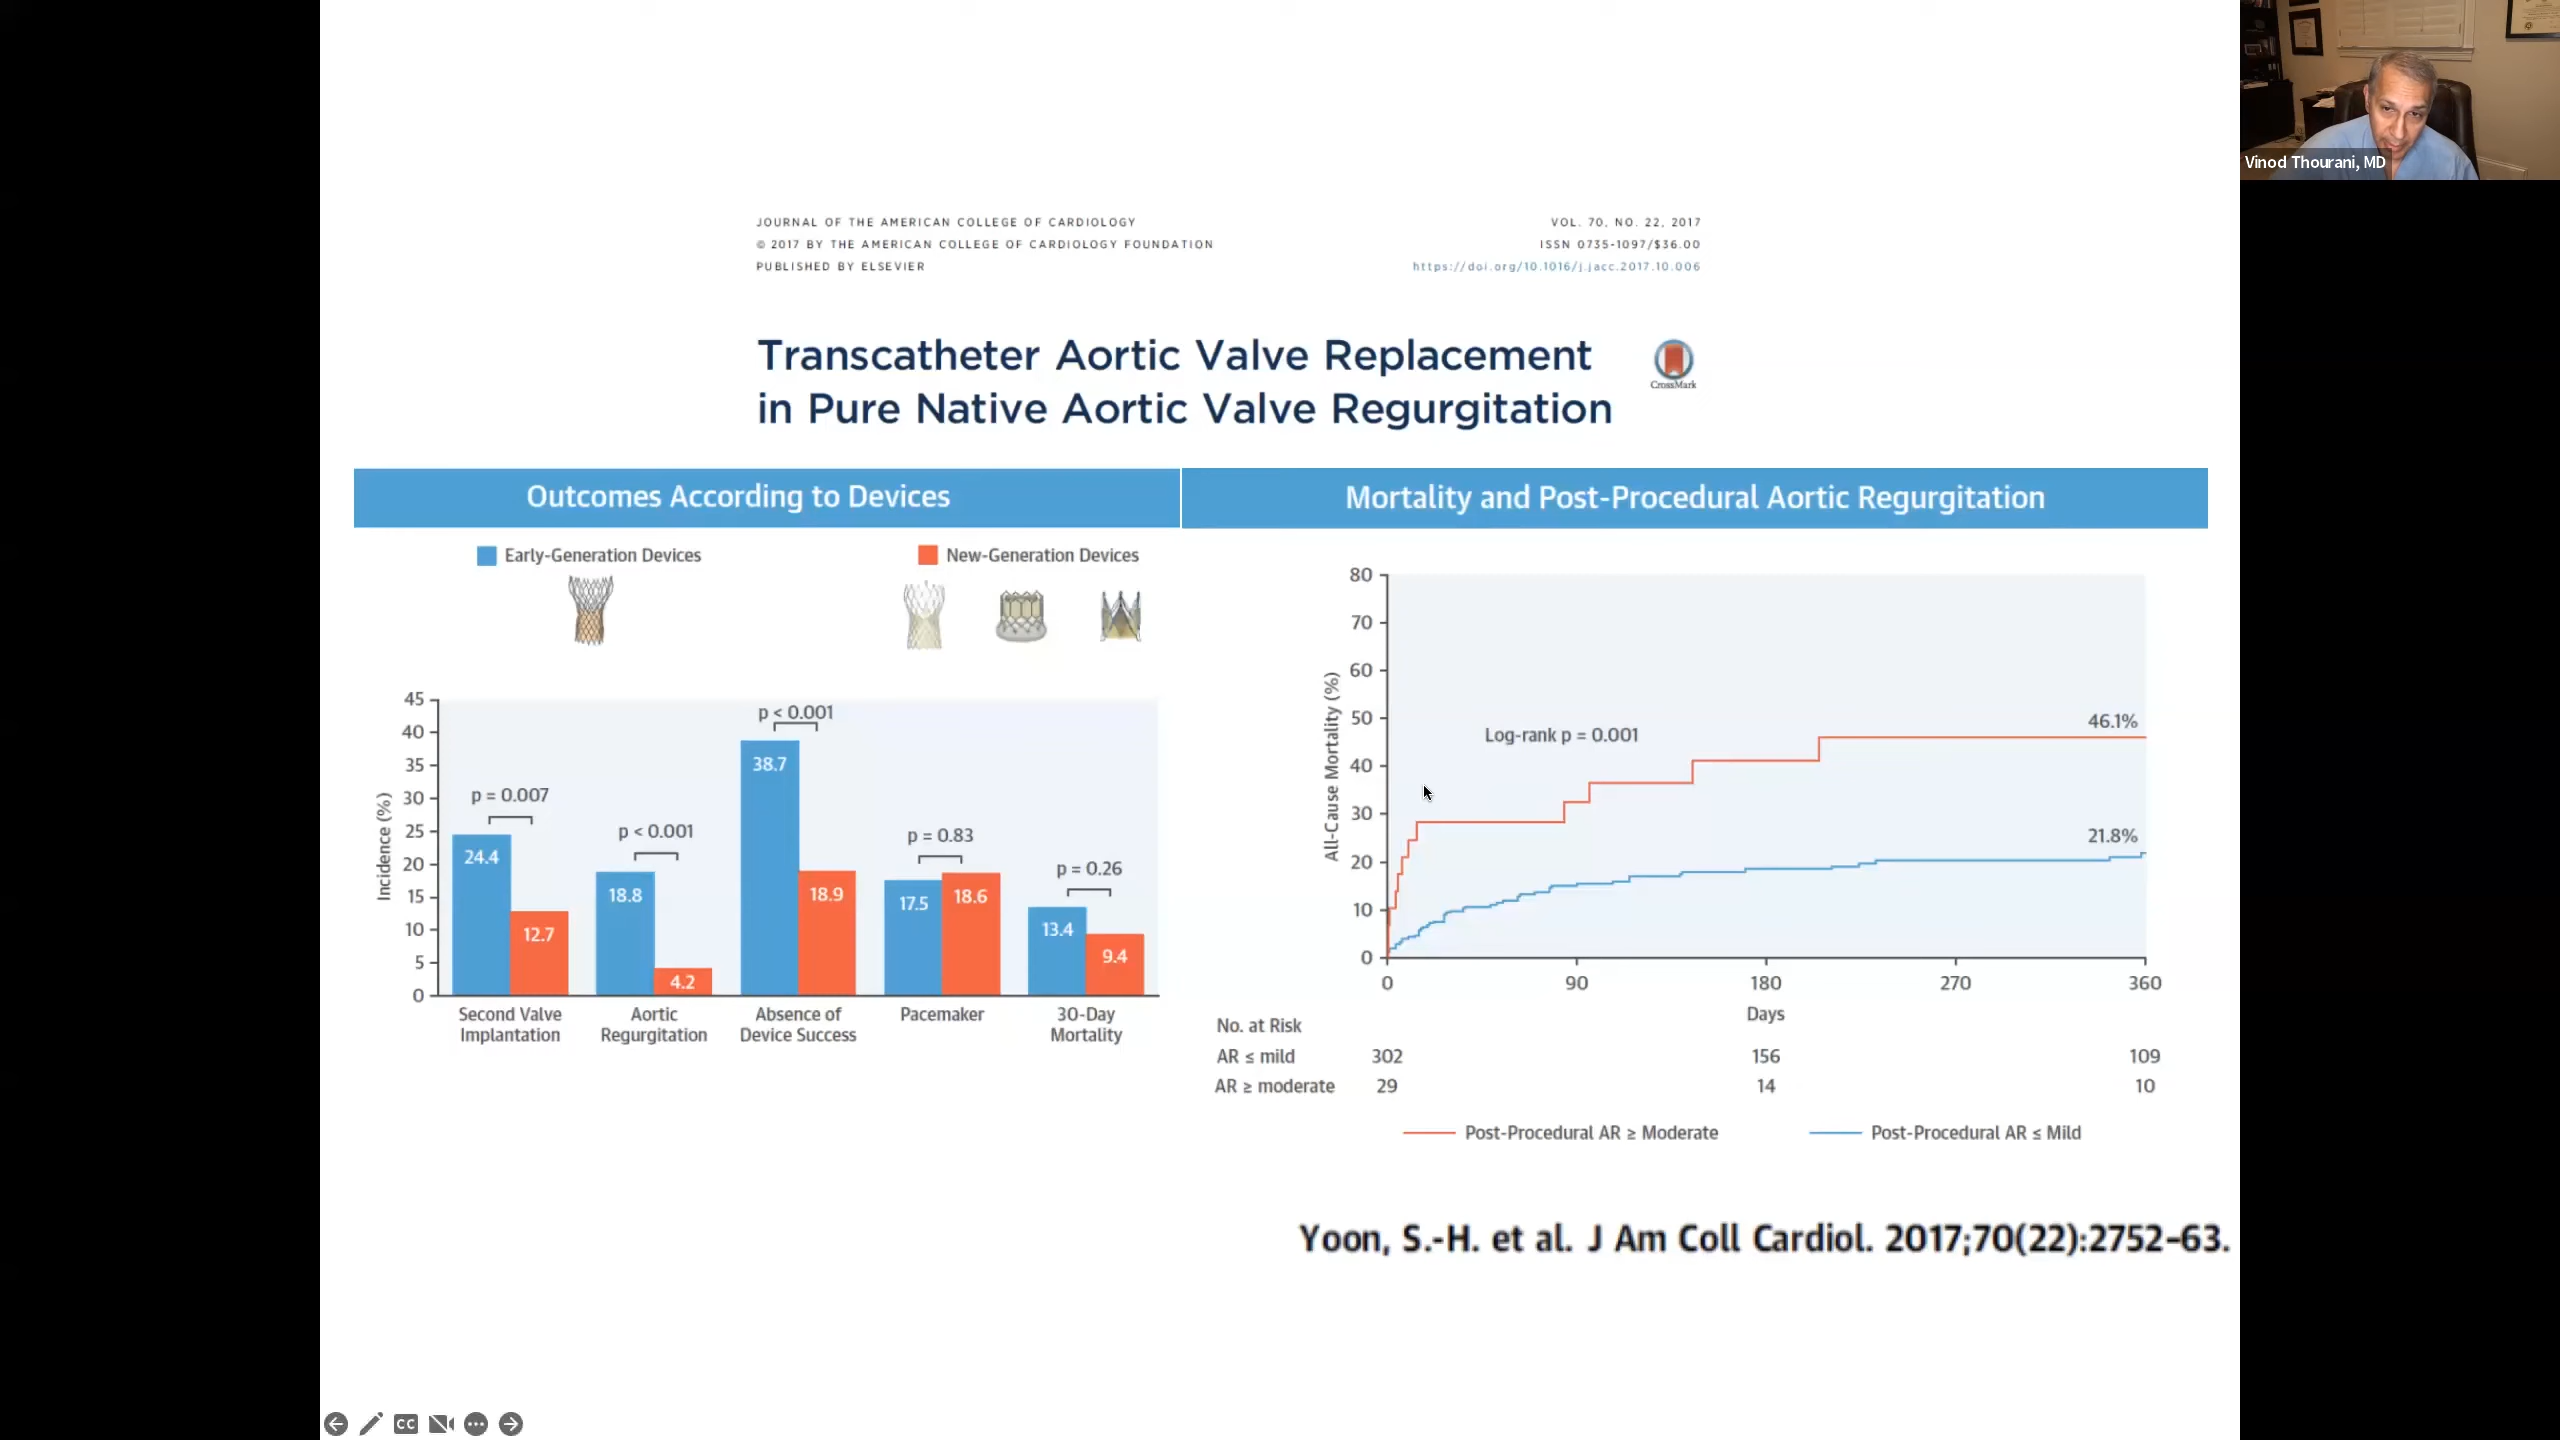 Vinod Thourani, MD
JOURNAL OF THE AMERICAN COLLEGE OF CARDIOLOGY
© 2017 BY THE AMERICAN COLLEGE OF CARDIOLOGY FOUNDATION
PUBLISHED BY ELSEVIER
VOL. 70, NO. 22, 2017
ISSN 0735-1097/$36.00
https://doi.org/10.1016/j.jacc.2017.10.006
Transcatheter Aortic Valve Replacement
in Pure Native Aortic Valve Regurgitation
CrossMark
Outcomes According to Devices
Early-Generation Devices
New-Generation Devices
Incidence (%)
45
40
35
30
25
20
15
10
5
0
p = 0.007
24.4
12.7
p < 0.001
18.8
4.2
p < 0.001
38.7
18.9
p = 0.83
17.5
18.6
p = 0.26
13.4
9.4
Second Valve
Implantation
Aortic
Regurgitation
Absence of
Device Success
Pacemaker
30-Day
Mortality
Mortality and Post-Procedural Aortic Regurgitation
All-Cause Mortality (%)
80
70
60
50
40
30
20
10
0
Log-rank p = 0.001
46.1%
21.8%
0 90 180 270 360
Days
No. at Risk
AR ≤ mild 302 156 109
AR ≥ moderate 29 14 10
Post-Procedural AR ≥ Moderate
Post-Procedural AR ≤ Mild
Yoon, S.-H. et al. J Am Coll Cardiol. 2017;70(22):2752–63.
CC